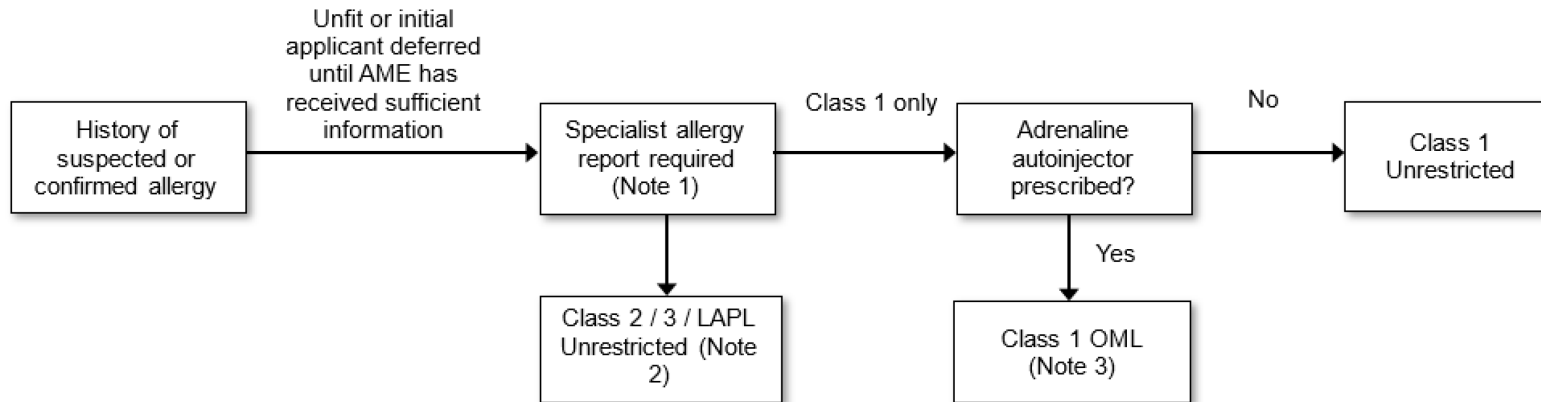 Unfit or initial
applicant deferred
until AME has
received sufficient
information
History of
suspected or
confirmed allergy
Specialist allergy
report required
(Note 1)
Class 1 only
Adrenaline
autoinjector
prescribed?
No
Class 1
Unrestricted
Yes
Class 2 / 3 / LAPL
Unrestricted (Note
2)
Class 1 OML
(Note 3)